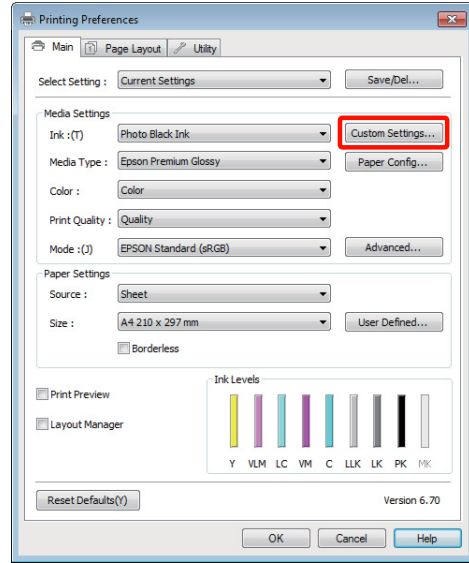 Printing Preferences
Main Page Layout Utility
Select Setting : Current Settings Save/Del...
Media Settings
Ink :(T) Photo Black Ink Custom Settings...
Media Type : Epson Premium Glossy Paper Config...
Color : Color
Print Quality : Quality
Mode :(J) EPSON Standard (sRGB) Advanced...
Paper Settings
Source : Sheet
Size : A4 210 x 297 mm User Defined...
Borderless
Ink Levels
Print Preview
Layout Manager
Y VLM LC VM C LLK LK PK MK
Reset Defaults(Y) Version 6.70
OK Cancel Help